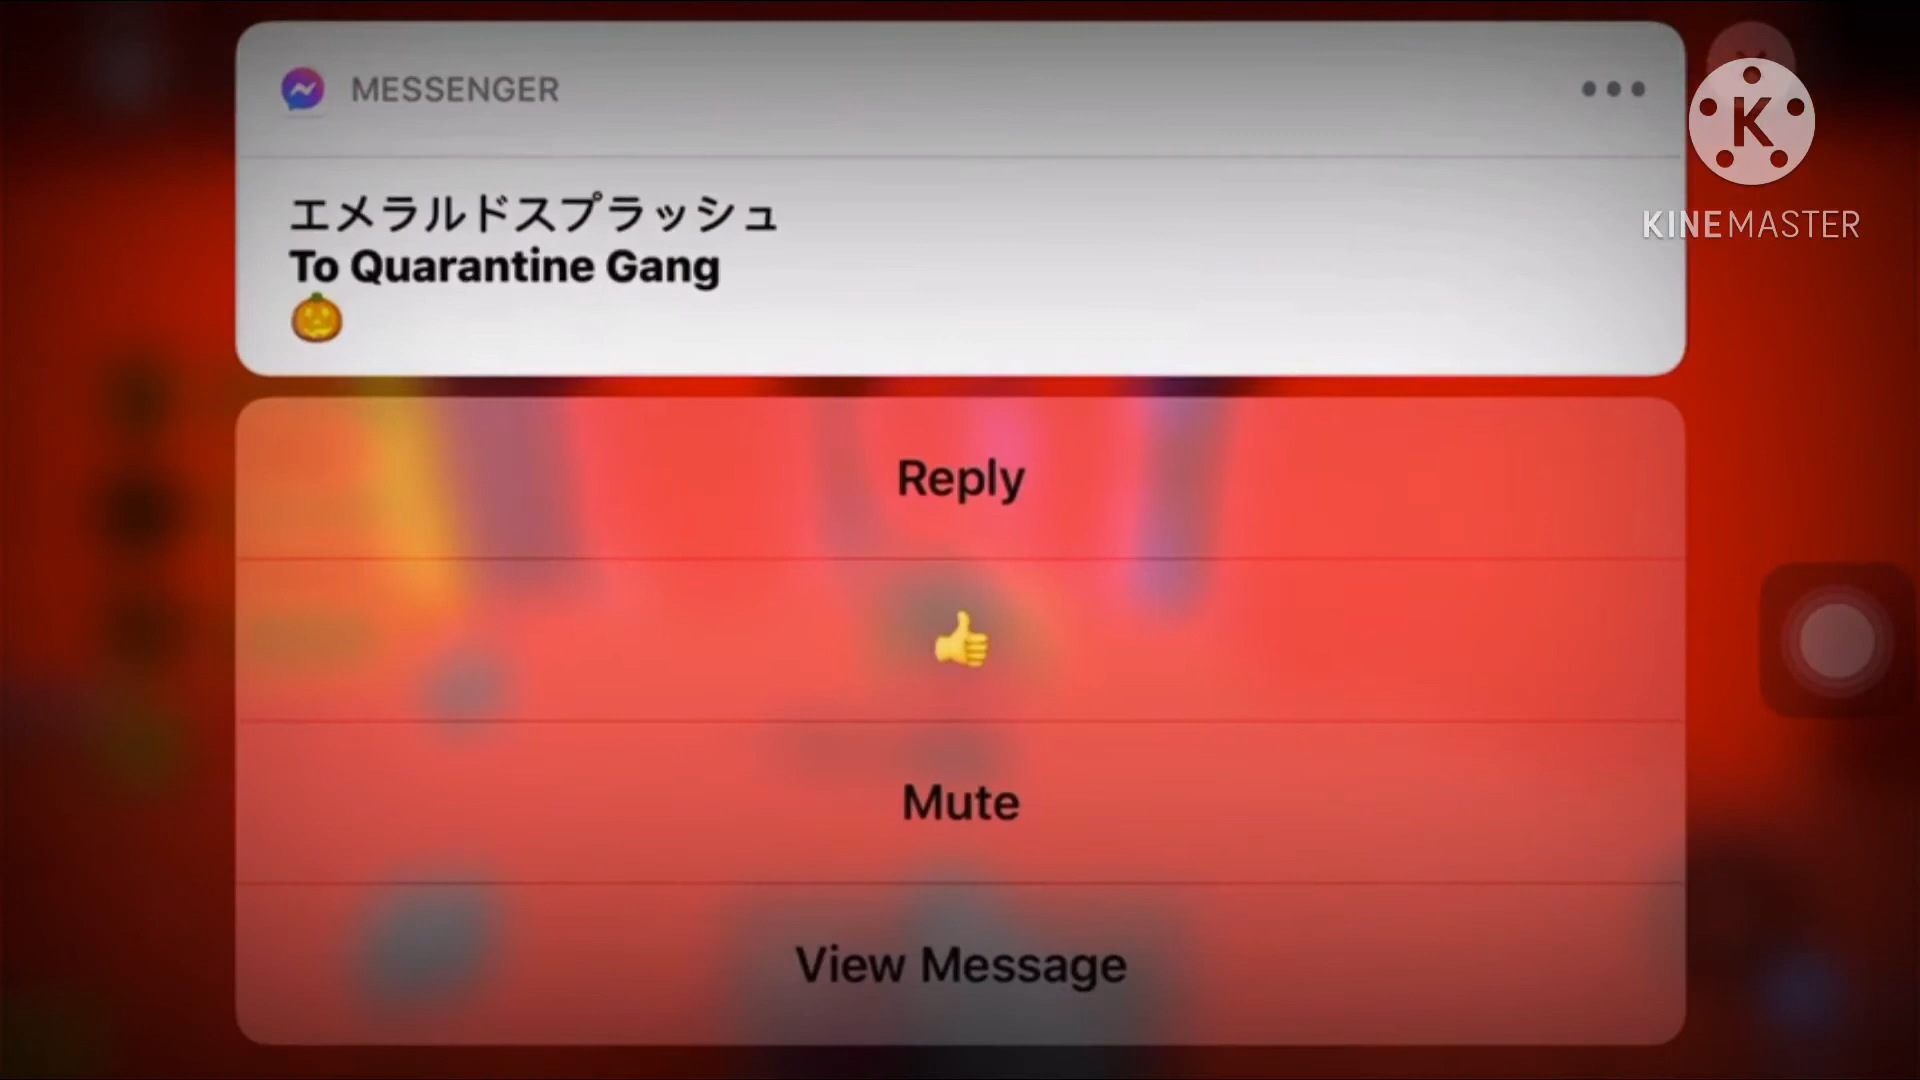 MESSENGER
エメラルドスプラッシュ
To Quarantine Gang
🎃
Reply
👍
Mute
View Message
K
KINEMASTER